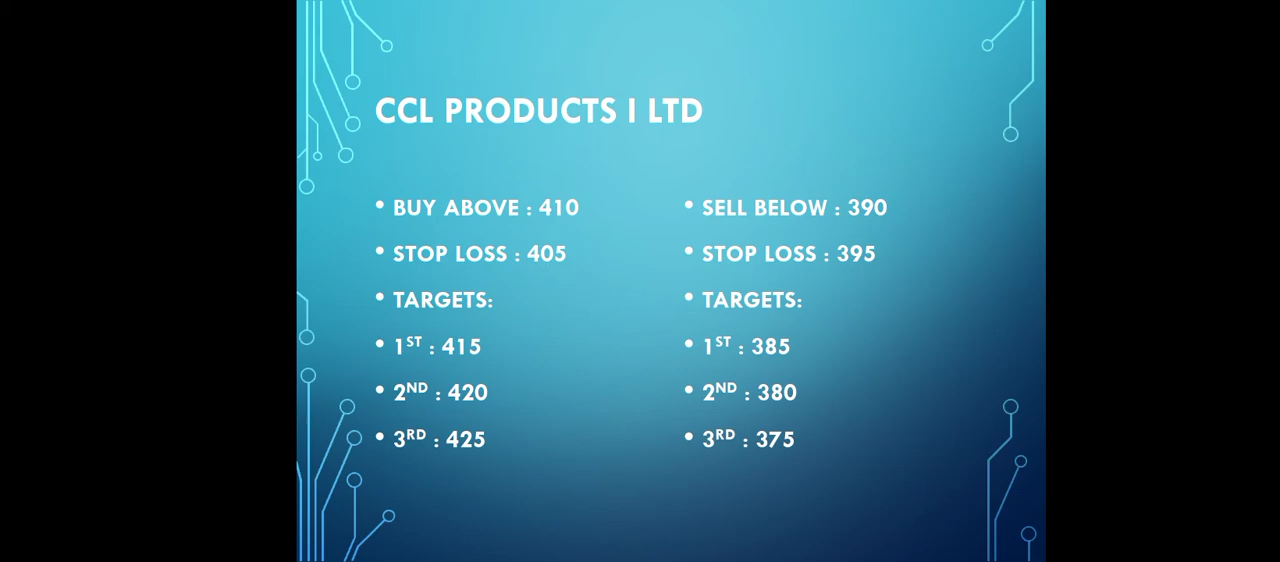 CCL PRODUCTS I LTD
• BUY ABOVE : 410
• STOP LOSS : 405
• TARGETS:
• 1ST : 415
• 2ND : 420
• 3RD : 425
• SELL BELOW : 390
• STOP LOSS : 395
• TARGETS:
• 1ST : 385
• 2ND : 380
• 3RD : 375